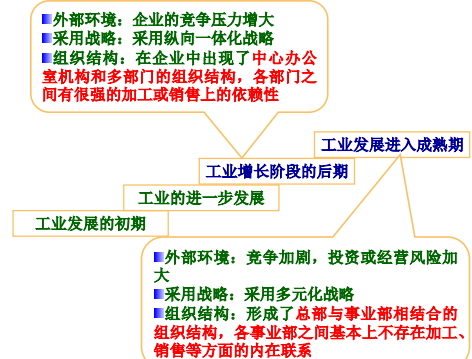 外部环境：企业的竞争压力增大
采用战略：采用纵向一体化战略
组织结构：在企业中出现了中心办公
室机构和多部门的组织结构，各部门之
间有很强的加工或销售上的依赖性
工业发展进入成熟期
工业增长阶段的后期
工业的进一步发展
工业发展的初期
外部环境：竞争加剧，投资或经营风险加
大
采用战略：采用多元化战略
组织结构：形成了总部与事业部相结合的
组织结构，各事业部之间基本上不存在加工、
销售等方面的内在联系